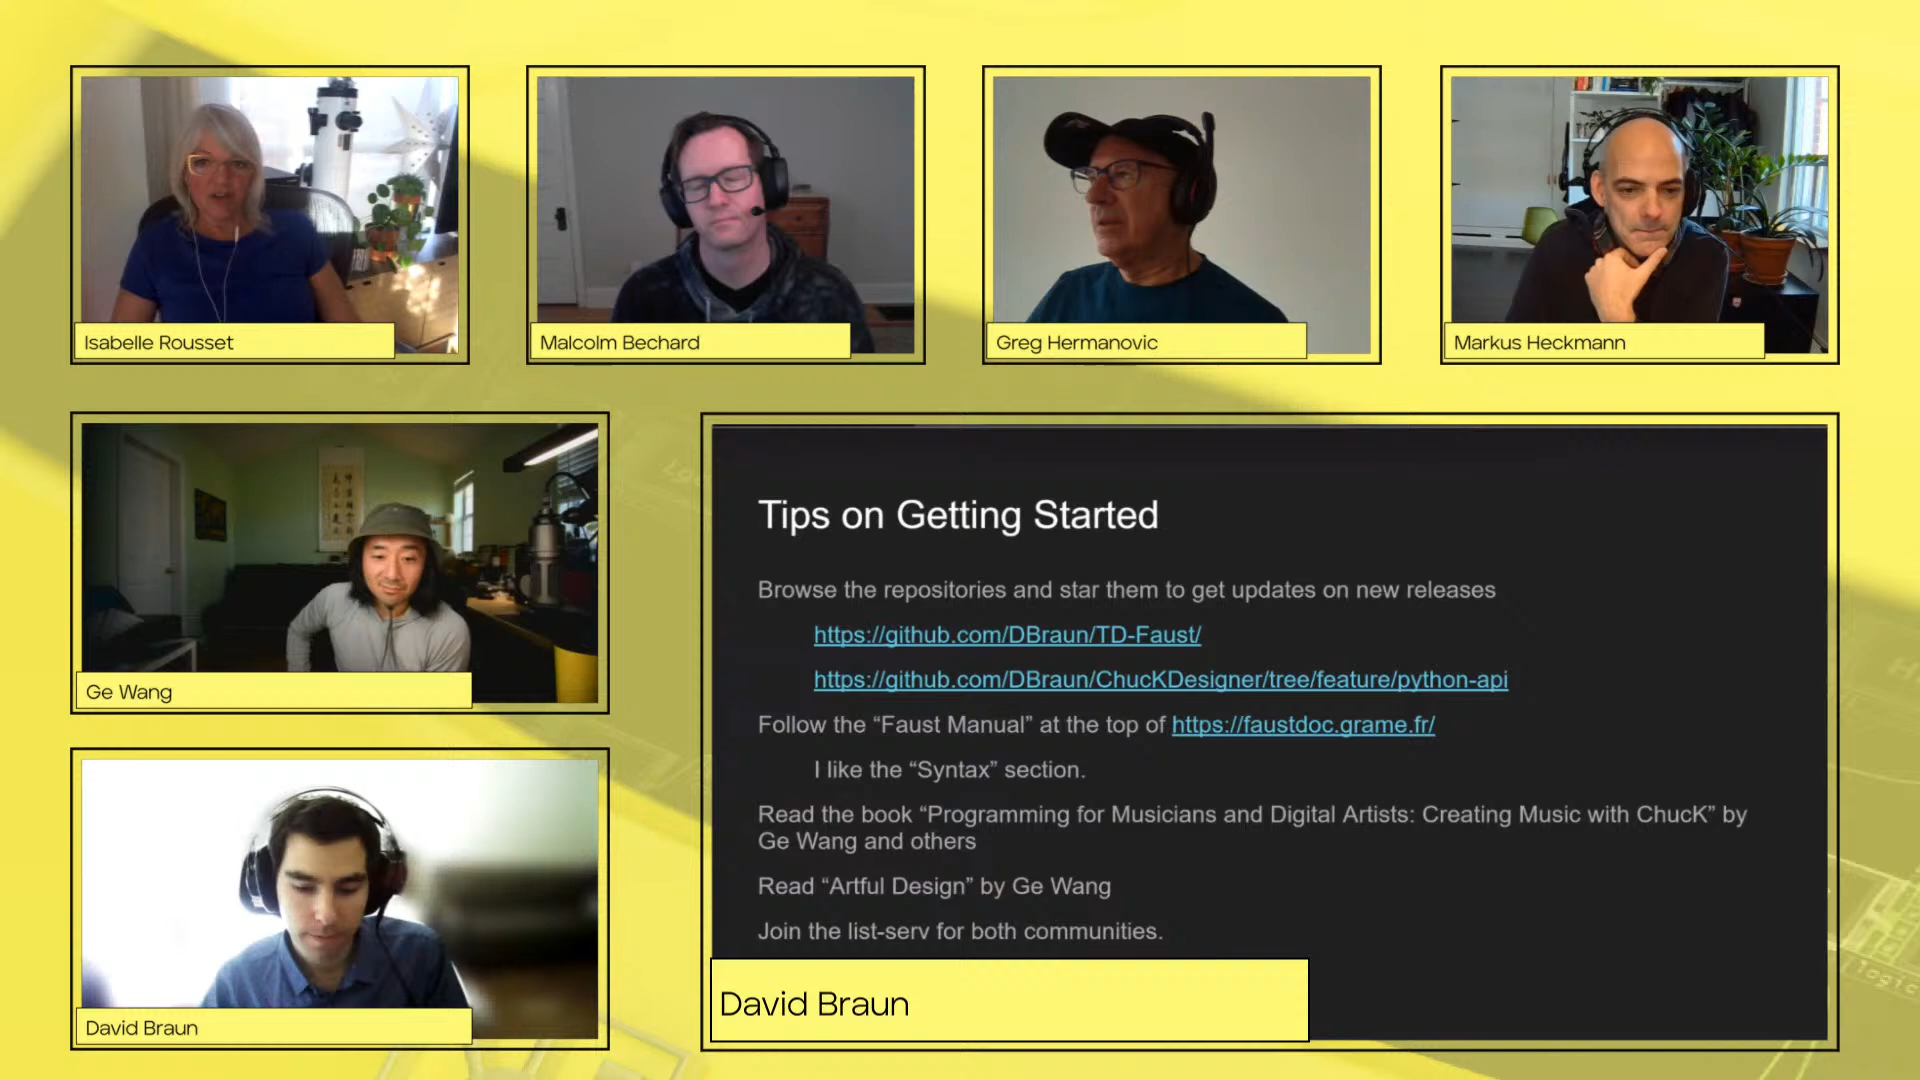 Isabelle Rousset
Malcolm Bechard
Greg Hermanovic
Markus Heckmann
Ge Wang
David Braun
Tips on Getting Started
Browse the repositories and star them to get updates on new releases
https://github.com/DBraun/TD-Faust/
https://github.com/DBraun/ChucKDesigner/tree/feature/python-api
Follow the “Faust Manual” at the top of https://faustdoc.grame.fr/
I like the “Syntax” section.
Read the book “Programming for Musicians and Digital Artists: Creating Music with ChucK” by
Ge Wang and others
Read “Artful Design” by Ge Wang
Join the list-serv for both communities.
David Braun
logic